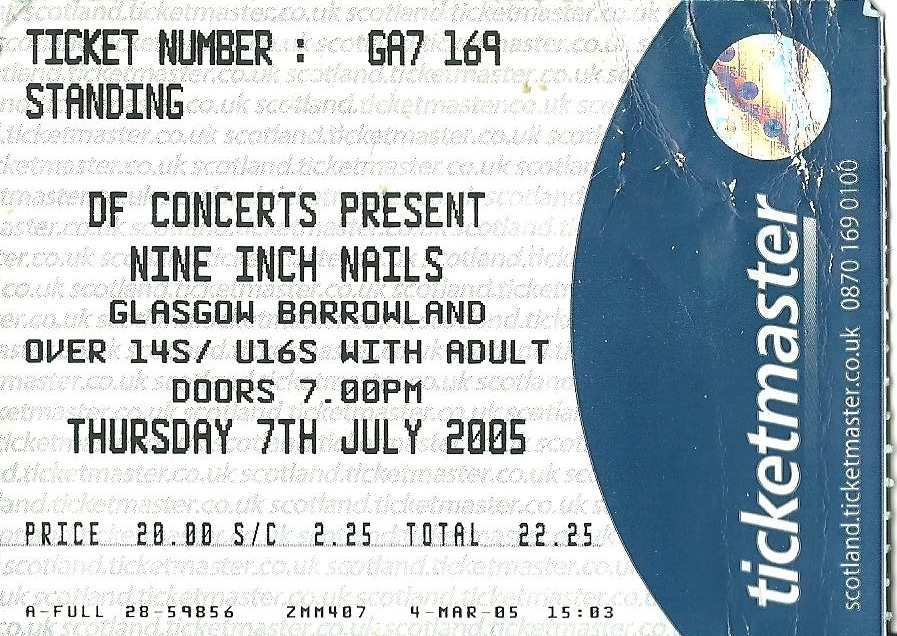 TICKET NUMBER : GA7 169
STANDING
DF CONCERTS PRESENT
NINE INCH NAILS
GLASGOW BARROWLAND
OVER 14S/ U16S WITH ADULT
DOORS 7.00PM
THURSDAY 7TH JULY 2005
PRICE 20.00 S/C 2.25 TOTAL 22.25
A-FULL 28-59856 ZMM407 4-MAR-05 15:03
ticketmaster
scotland.ticketmaster.co.uk 0870 169 0100